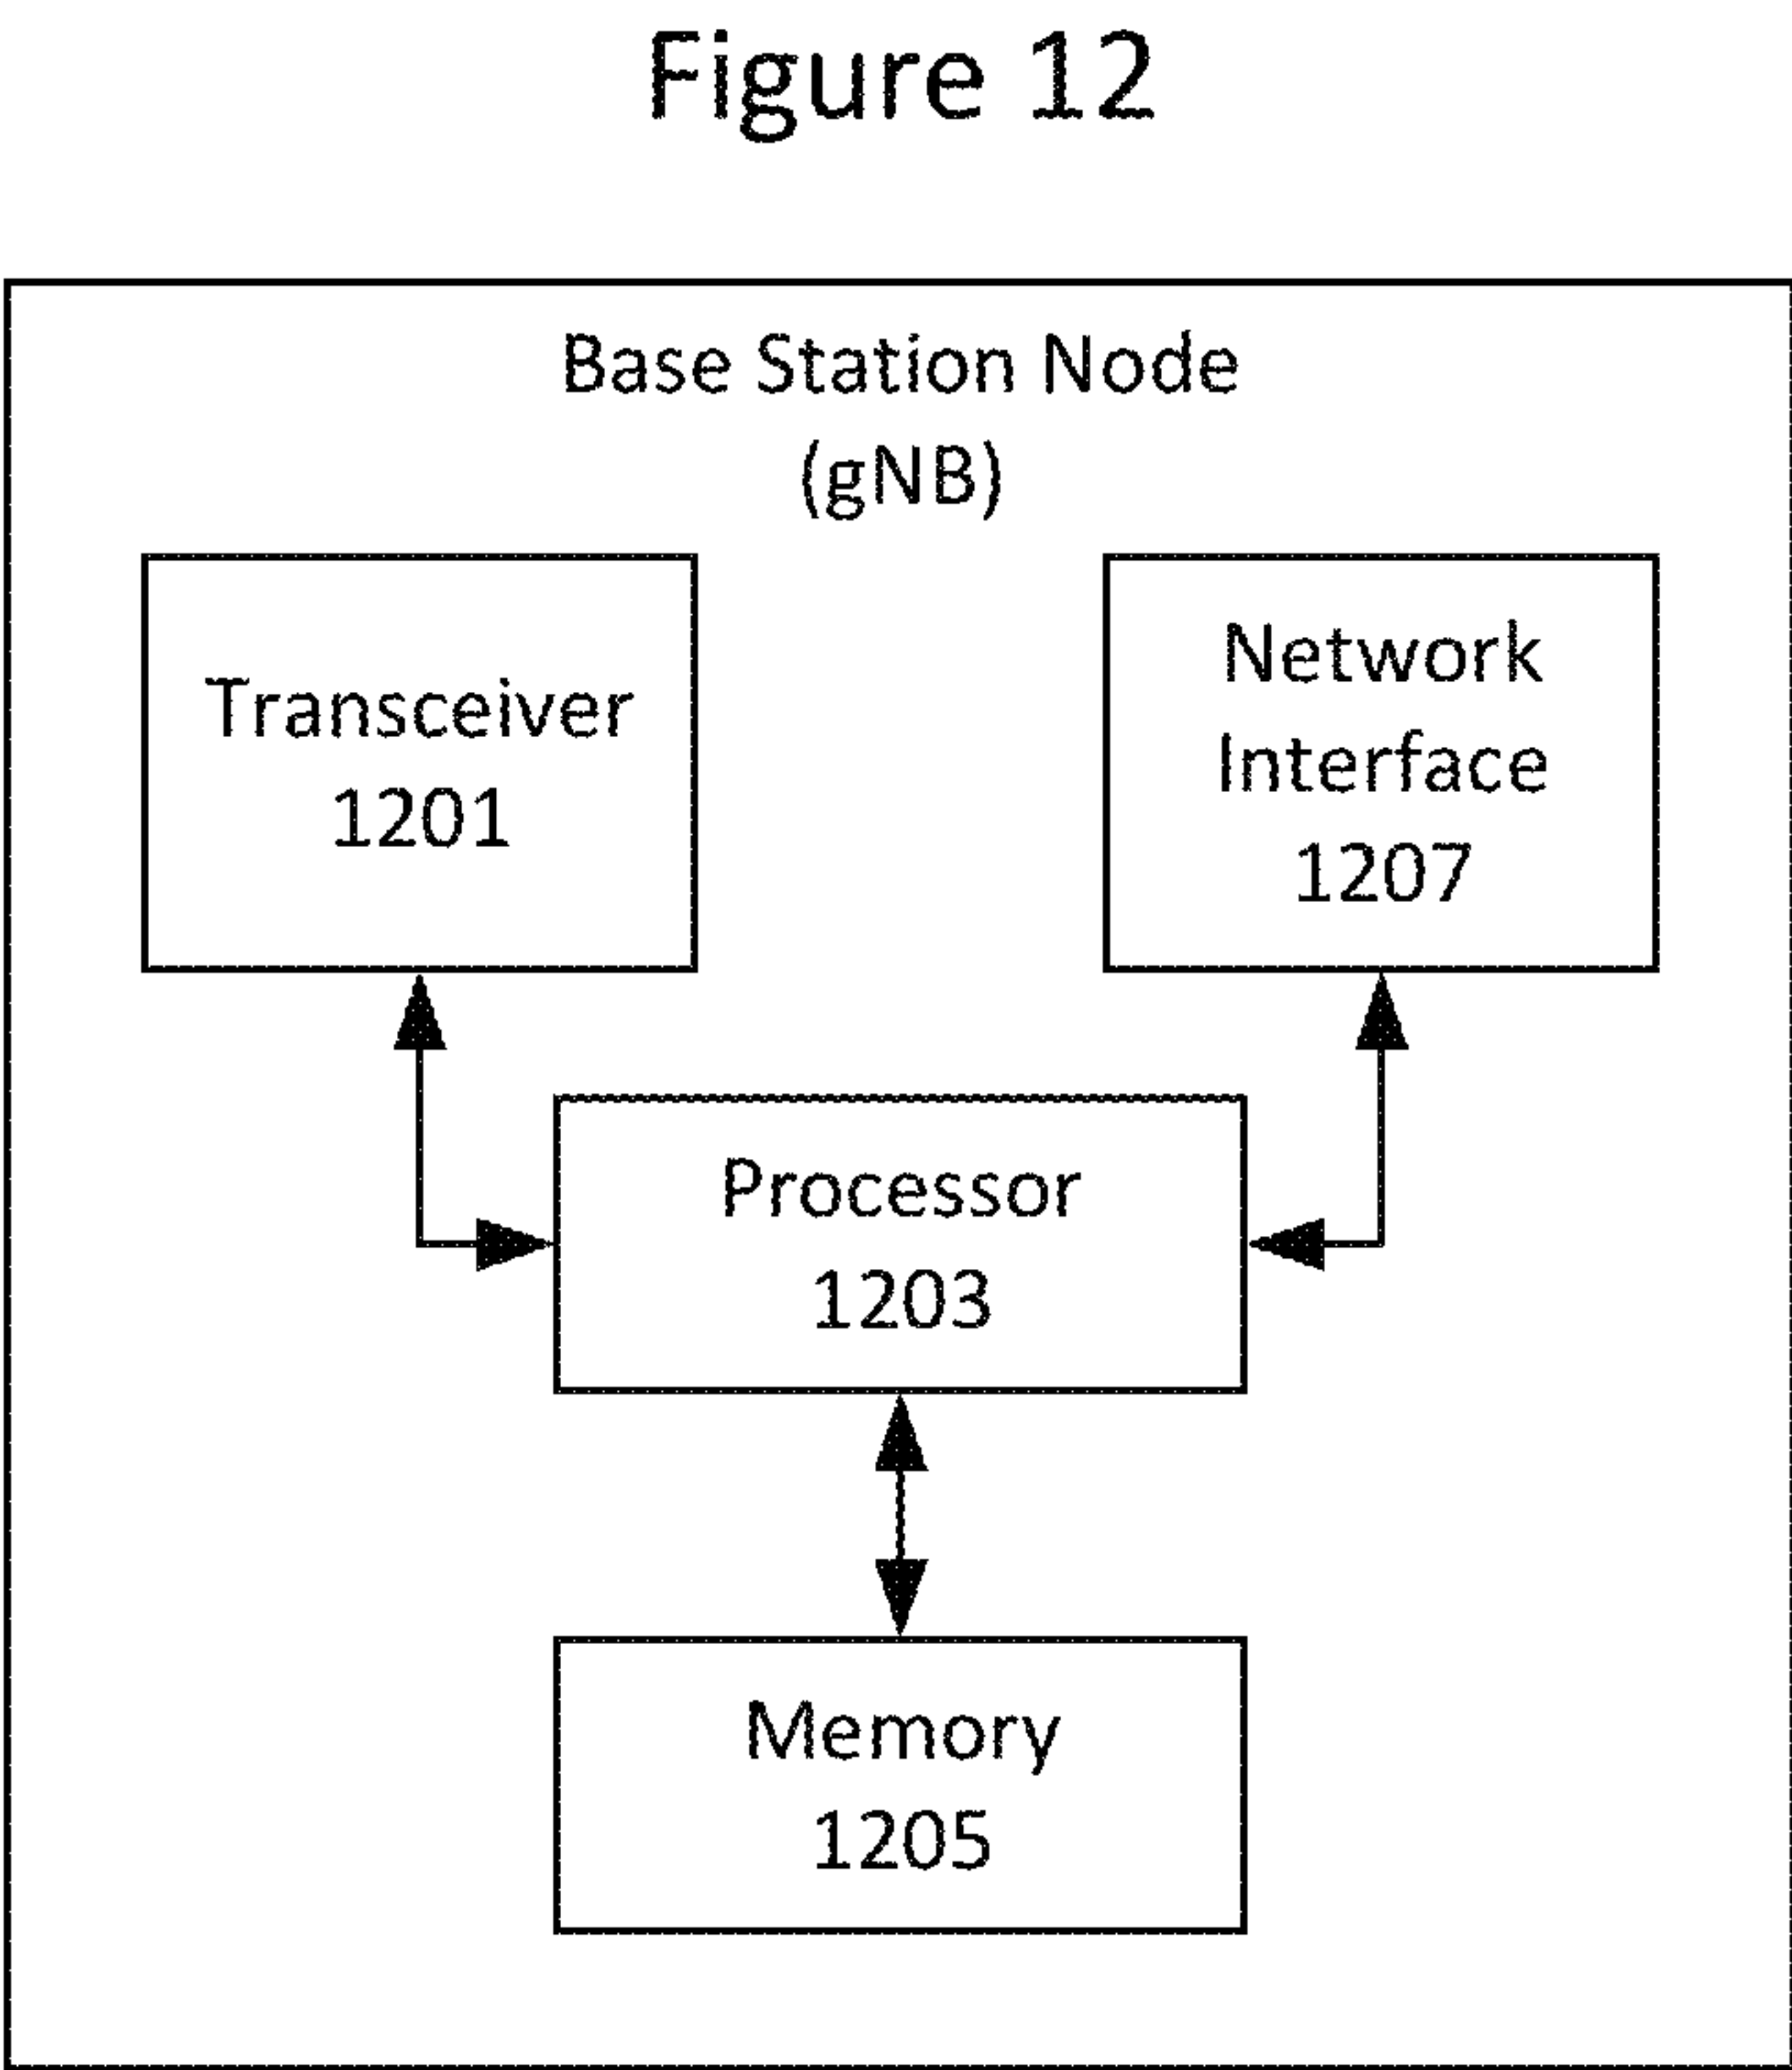 Figure 12
Base Station Node
(gNB)
Transceiver
1201
Network
Interface
1207
Processor
1203
Memory
1205